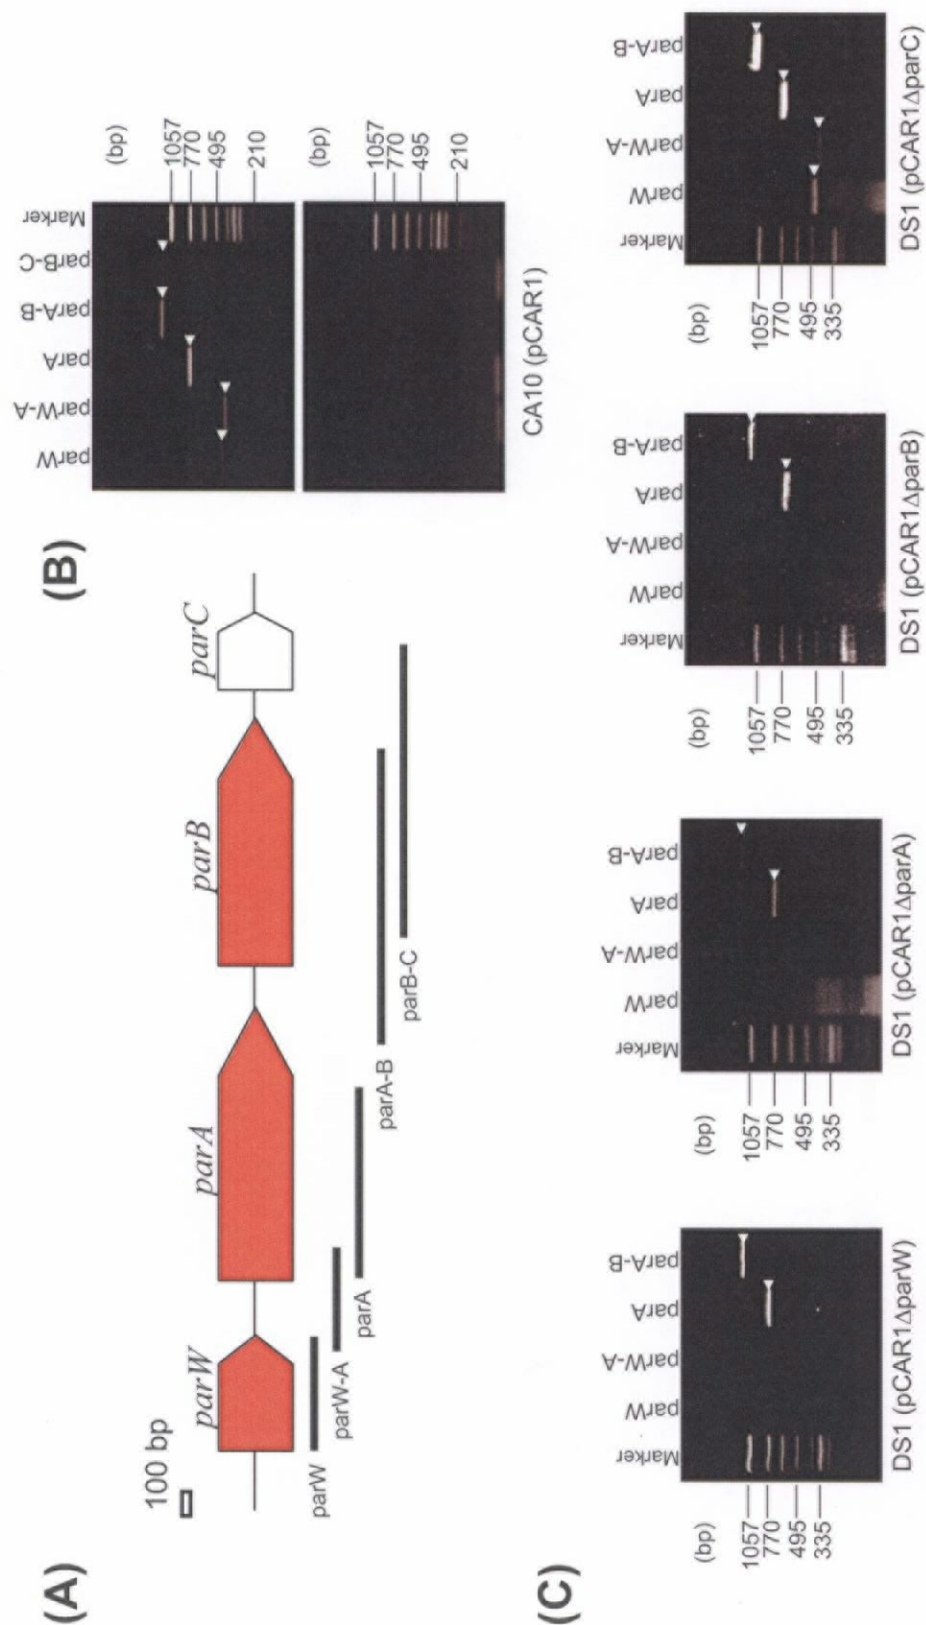 (A)
100 bp
parW
parA
parB
parC
parW
parW-A
parA
parA-B
parB-C
(B)
parW
parW-A
parA
parA-B
parB-C
Marker
(bp)
1057
770
495
210
(bp)
1057
770
495
210
CA10 (pCAR1)
(C)
(bp)
1057
770
495
335
Marker
parW
parW-A
parA
parA-B
DS1 (pCAR1ΔparW)
(bp)
1057
770
495
335
Marker
parW
parW-A
parA
parA-B
DS1 (pCAR1ΔparA)
(bp)
1057
770
495
335
Marker
parW
parW-A
parA
parA-B
DS1 (pCAR1ΔparB)
(bp)
1057
770
495
335
Marker
parW
parW-A
parA
parA-B
DS1 (pCAR1ΔparC)